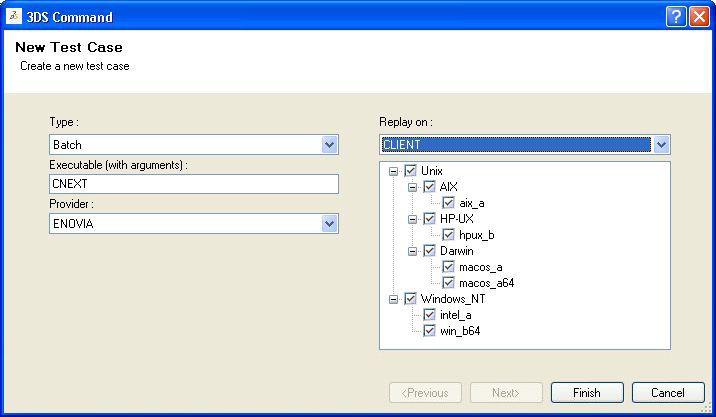 3DS Command
New Test Case
Create a new test case
Type :
Batch
Executable (with arguments) :
CNEXT
Provider :
ENOVIA
Replay on :
CLIENT
Unix
AIX
aix_a
HP-UX
hpux_b
Darwin
macos_a
macos_a64
Windows_NT
intel_a
win_b64
<Previous
Next>
Finish
Cancel